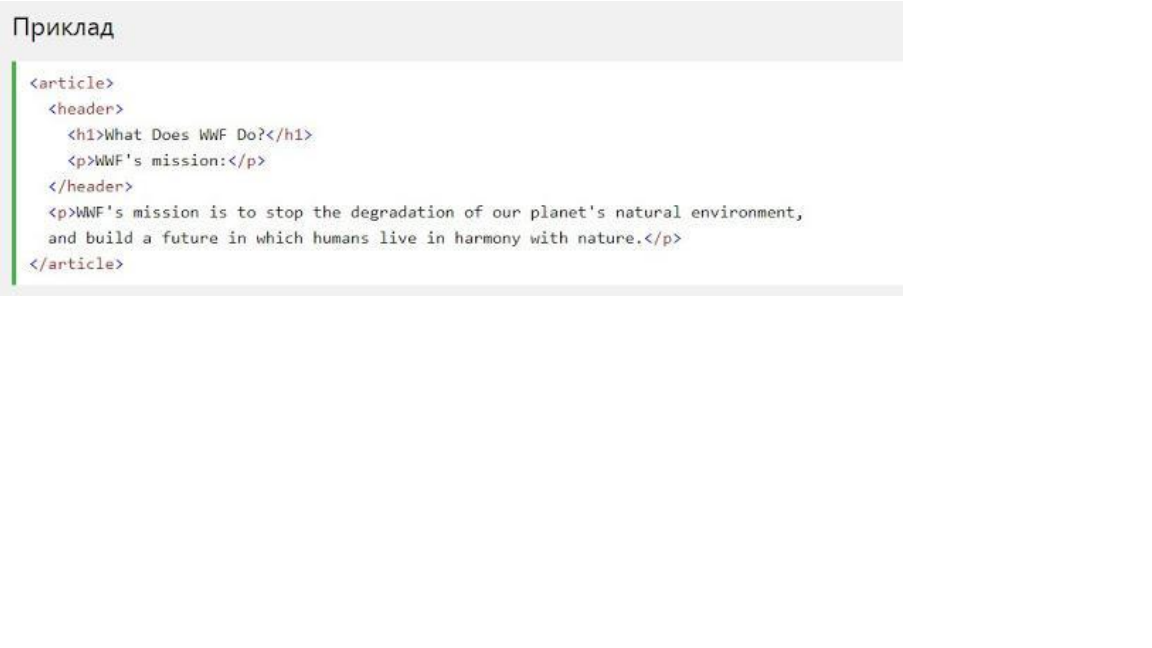 Приклад
<article>
<header>
<h1>What Does WWF Do?</h1>
<p>WWF's mission:</p>
</header>
<p>WWF's mission is to stop the degradation of our planet's natural environment,
and build a future in which humans live in harmony with nature.</p>
</article>